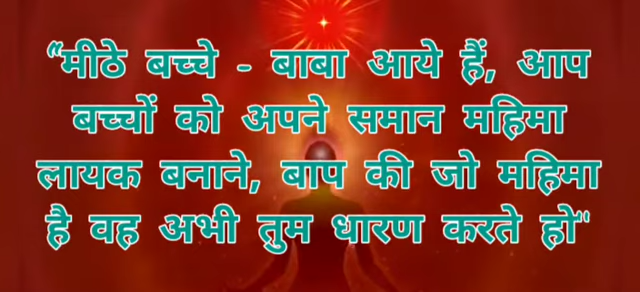 “मीठे बच्चे - बाबा आये हैं, आप
बच्चों को अपने समान महिमा
लायक बनाने, बाप की जो महिमा
है वह अभी तुम धारण करते हो"